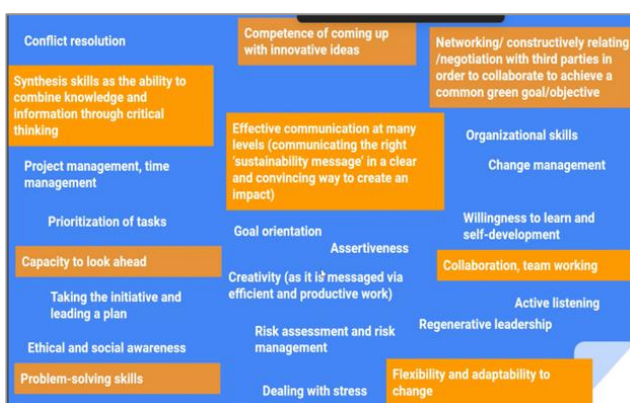 Conflict resolution
Synthesis skills as the ability to
combine knowledge and
information through critical
thinking
Project management, time
management
Prioritization of tasks
Capacity to look ahead
Taking the initiative and
leading a plan
Ethical and social awareness
Problem-solving skills
Competence of coming up
with innovative ideas
Effective communication at many
levels (communicating the right
'sustainability message' in a clear
and convincing way to create an
impact)
Goal orientation
Assertiveness
Creativity (as it is messaged via
efficient and productive work)
Risk assessment and risk
management
Dealing with stress
Networking/ constructively relating
/negotiation with third parties in
order to collaborate to achieve a
common green goal/objective
Organizational skills
Change management
Willingness to learn and
self-development
Collaboration, team working
Active listening
Regenerative leadership
Flexibility and adaptability to
change